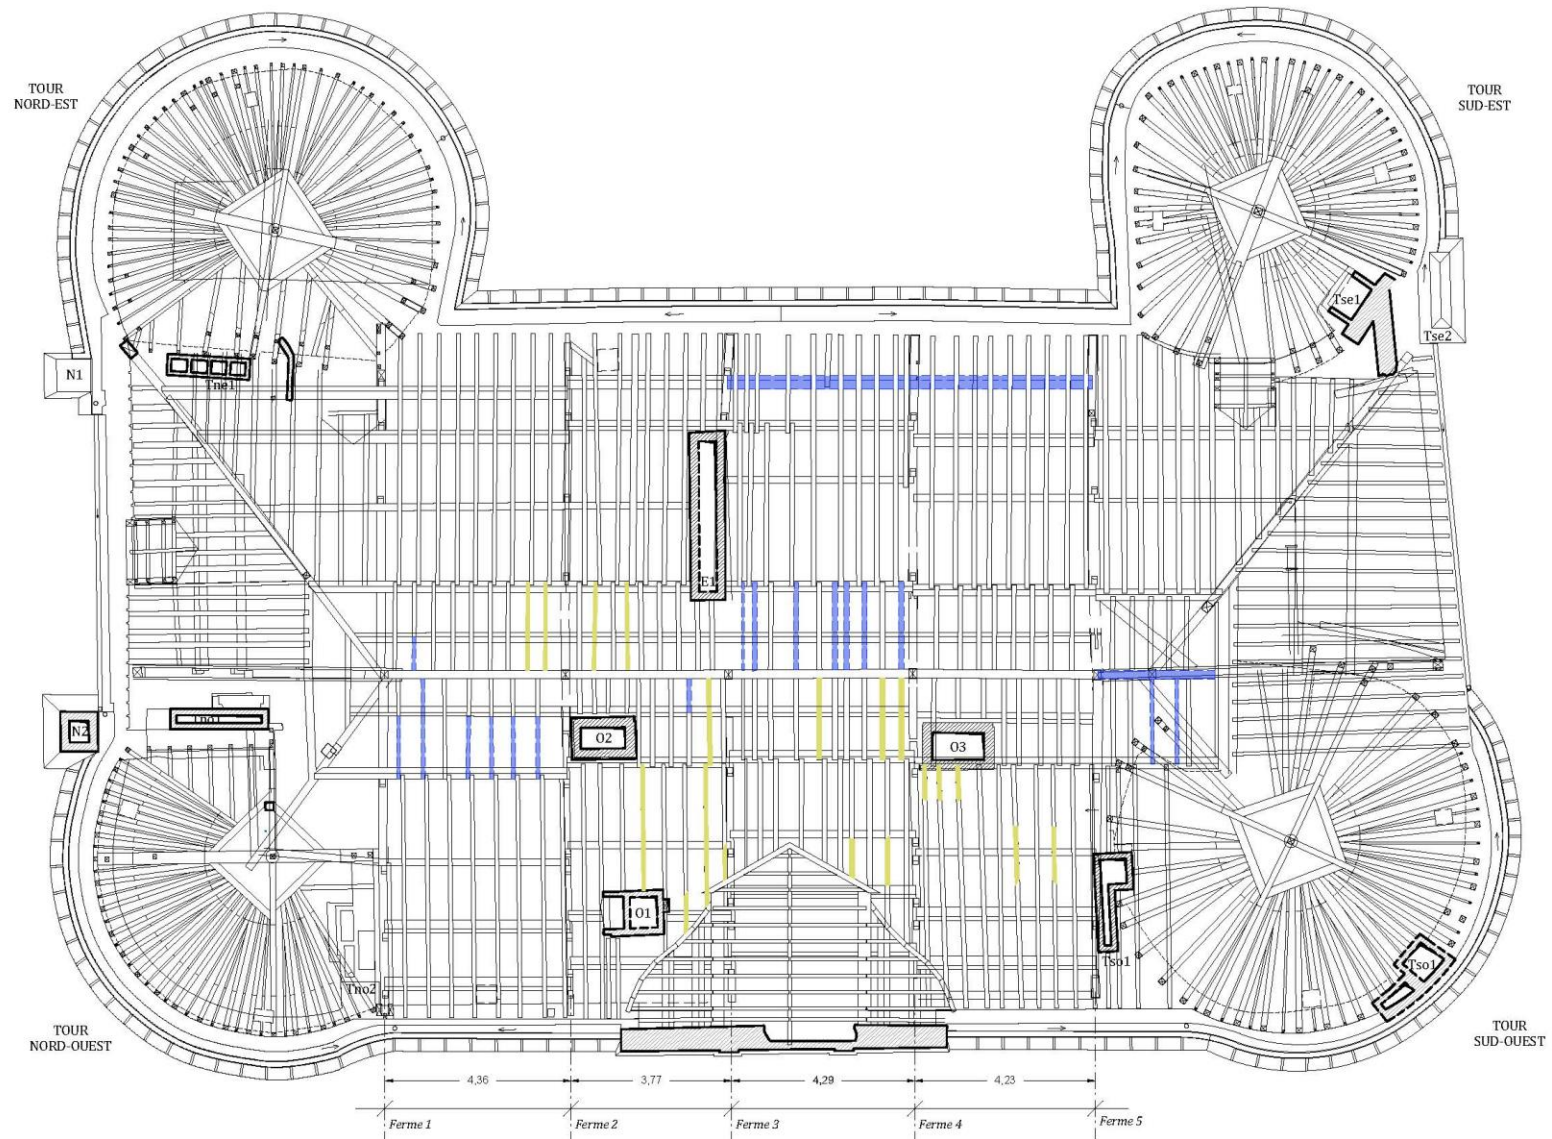 TOUR
NORD-EST
TOUR
SUD-EST
Tse1
Tse2
N1
Tne1
E1
N2
Tno1
O2
O3
O1
Tso1
Tso1
Tno2
TOUR
NORD-OUEST
TOUR
SUD-OUEST
4,36
3,77
4,29
4,23
Ferme 1
Ferme 2
Ferme 3
Ferme 4
Ferme 5